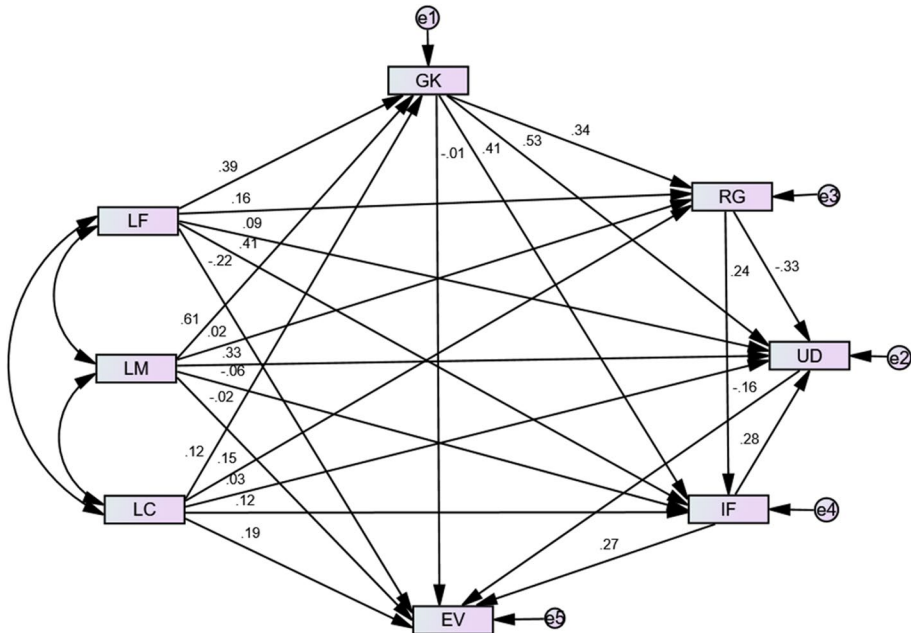 e1
GK
.34
.53
.41
-.01
.39
.16
RG
e3
LF
.09
.41
-.22
.24
-.33
.61
.02
.33
UD
e2
LM
-.06
-.02
-.16
.28
.12
.15
.03
LC
.12
IF
e4
.19
.27
EV
e5